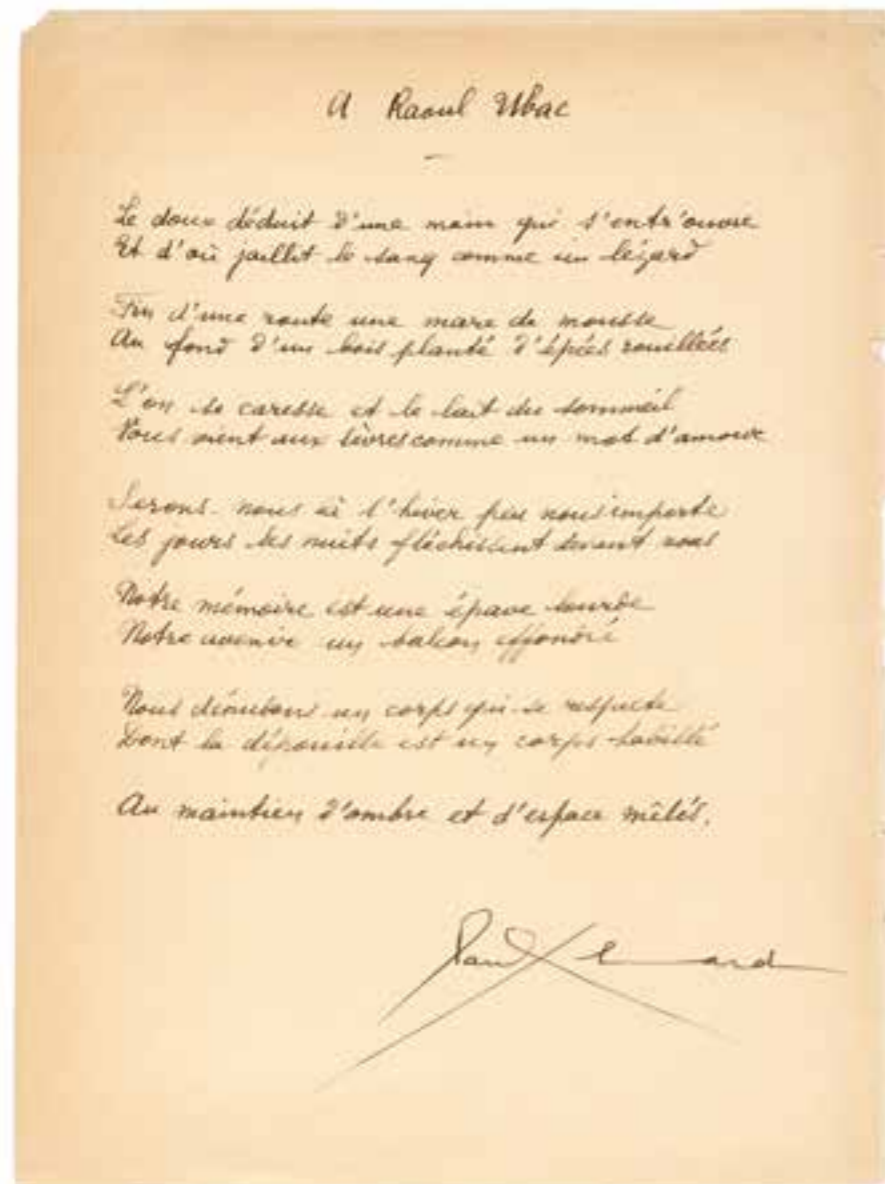 A Raoul Ubac
Le doux déduit d'une main qui s'entr'ouvre
Et d'où jaillit le sang comme un lézard
Fin d'une route une mare de mousse
Au fond d'un bois planté d'épées rouillées
L'on se caresse et le lait du sommeil
Vous vient aux lèvres comme un mot d'amour
Serons-nous à l'hiver peu nous importe
Les jours les nuits fléchissent devant nous
Notre mémoire est une épave lourde
Notre avenir un balcon effondré
Nous un corps qui se respecte
Dont la dépouille est un corps habillé
Au maintien d'ombre et d'espace mêlés.
Paul Eluard